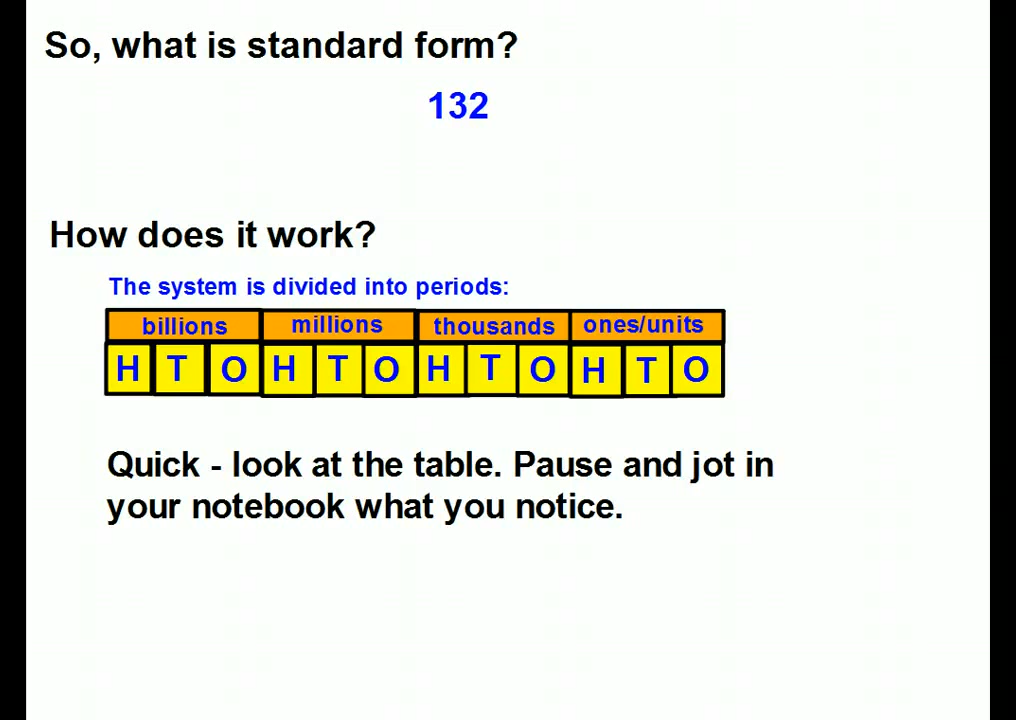 So, what is standard form?
132
How does it work?
The system is divided into periods:
billions millions thousands ones/units
H T O H T O H T O H T O
Quick - look at the table. Pause and jot in
your notebook what you notice.